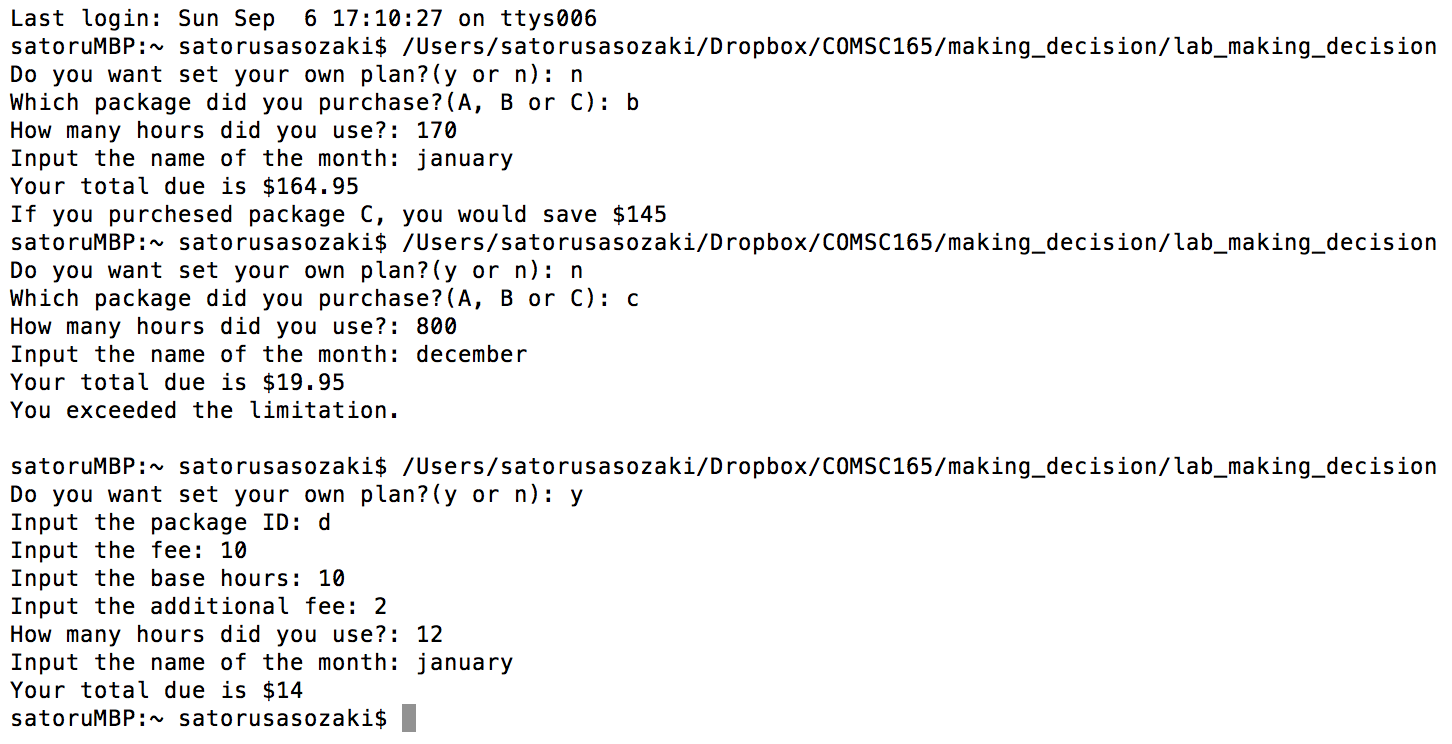 Last login: Sun Sep  6 17:10:27 on ttys006
satoruMBP:~ satorusasozaki$ /Users/satorusasozaki/Dropbox/COMSC165/making_decision/lab_making_decision
Do you want set your own plan?(y or n): n
Which package did you purchase?(A, B or C): b
How many hours did you use?: 170
Input the name of the month: january
Your total due is $164.95
If you purchesed package C, you would save $145
satoruMBP:~ satorusasozaki$ /Users/satorusasozaki/Dropbox/COMSC165/making_decision/lab_making_decision
Do you want set your own plan?(y or n): n
Which package did you purchase?(A, B or C): c
How many hours did you use?: 800
Input the name of the month: december
Your total due is $19.95
You exceeded the limitation.

satoruMBP:~ satorusasozaki$ /Users/satorusasozaki/Dropbox/COMSC165/making_decision/lab_making_decision
Do you want set your own plan?(y or n): y
Input the package ID: d
Input the fee: 10
Input the base hours: 10
Input the additional fee: 2
How many hours did you use?: 12
Input the name of the month: january
Your total due is $14
satoruMBP:~ satorusasozaki$